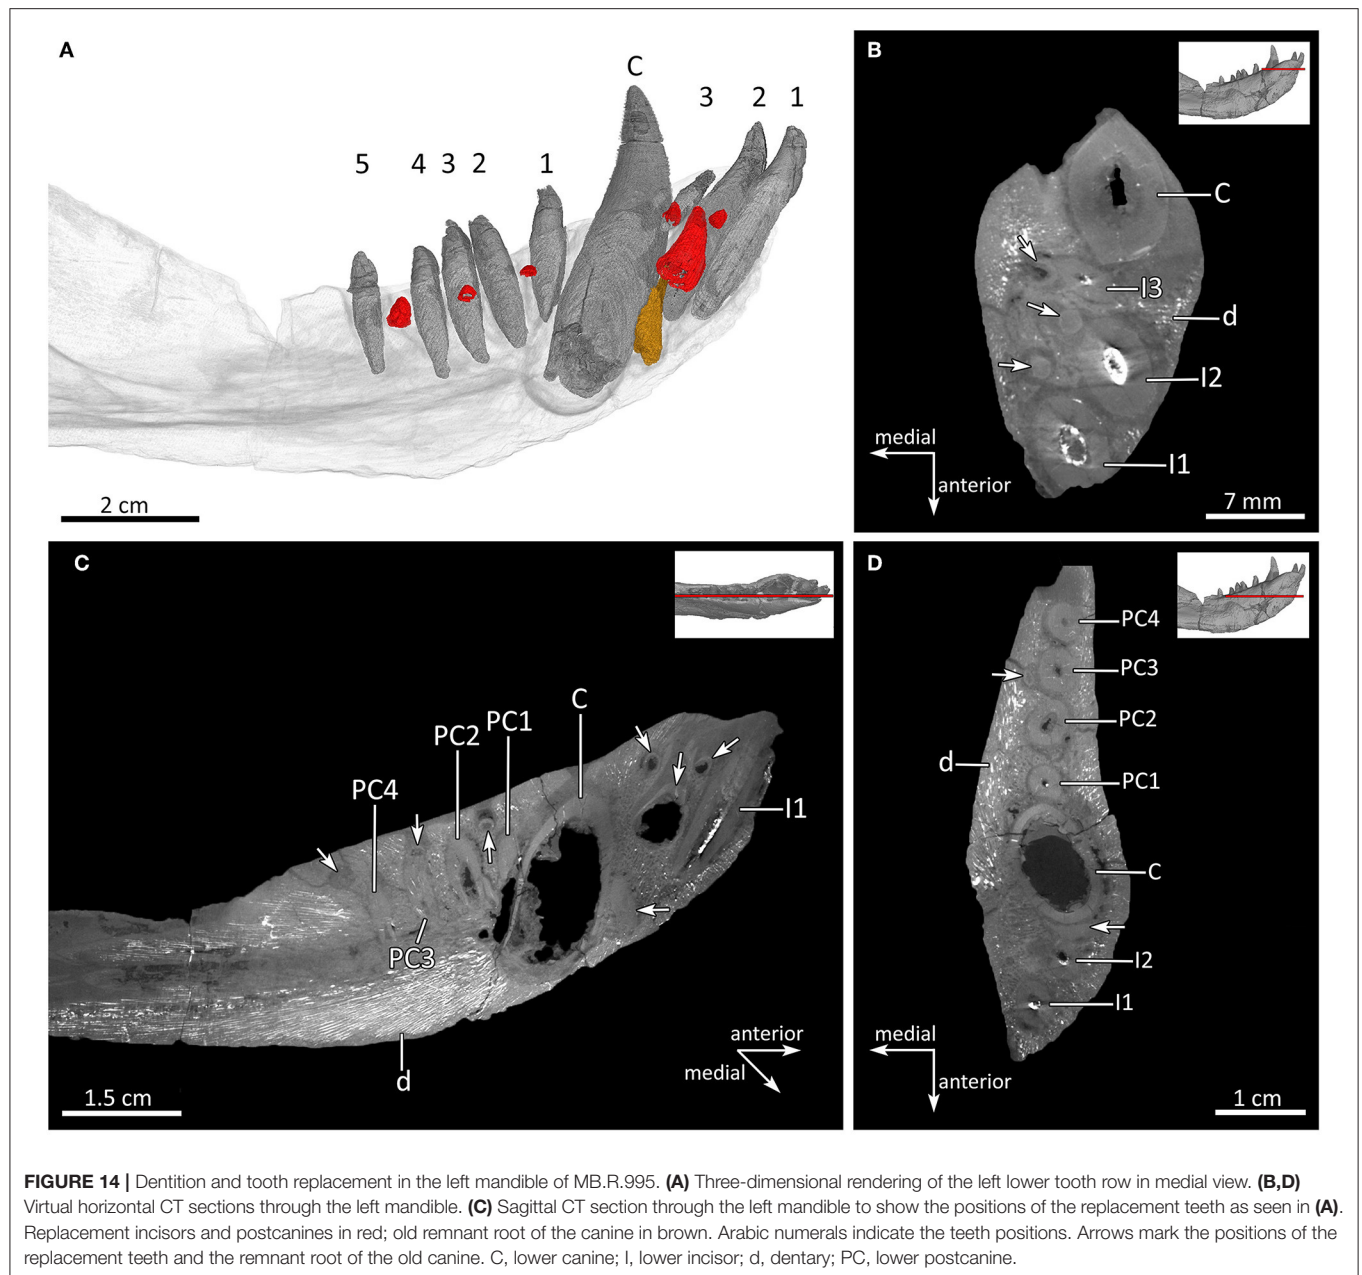 A
C
3 2 1
5 4 3 2 1
2 cm
B
C
I3
d
I2
I1
medial
anterior
7 mm
C
C
PC1
PC2
PC4
I1
PC3
d
anterior
medial
1.5 cm
D
PC4
PC3
PC2
d
PC1
C
I2
I1
medial
anterior
1 cm
FIGURE 14 | Dentition and tooth replacement in the left mandible of MB.R.995. (A) Three-dimensional rendering of the left lower tooth row in medial view. (B,D)
Virtual horizontal CT sections through the left mandible. (C) Sagittal CT section through the left mandible to show the positions of the replacement teeth as seen in (A).
Replacement incisors and postcanines in red; old remnant root of the canine in brown. Arabic numerals indicate the teeth positions. Arrows mark the positions of the
replacement teeth and the remnant root of the old canine. C, lower canine; I, lower incisor; d, dentary; PC, lower postcanine.